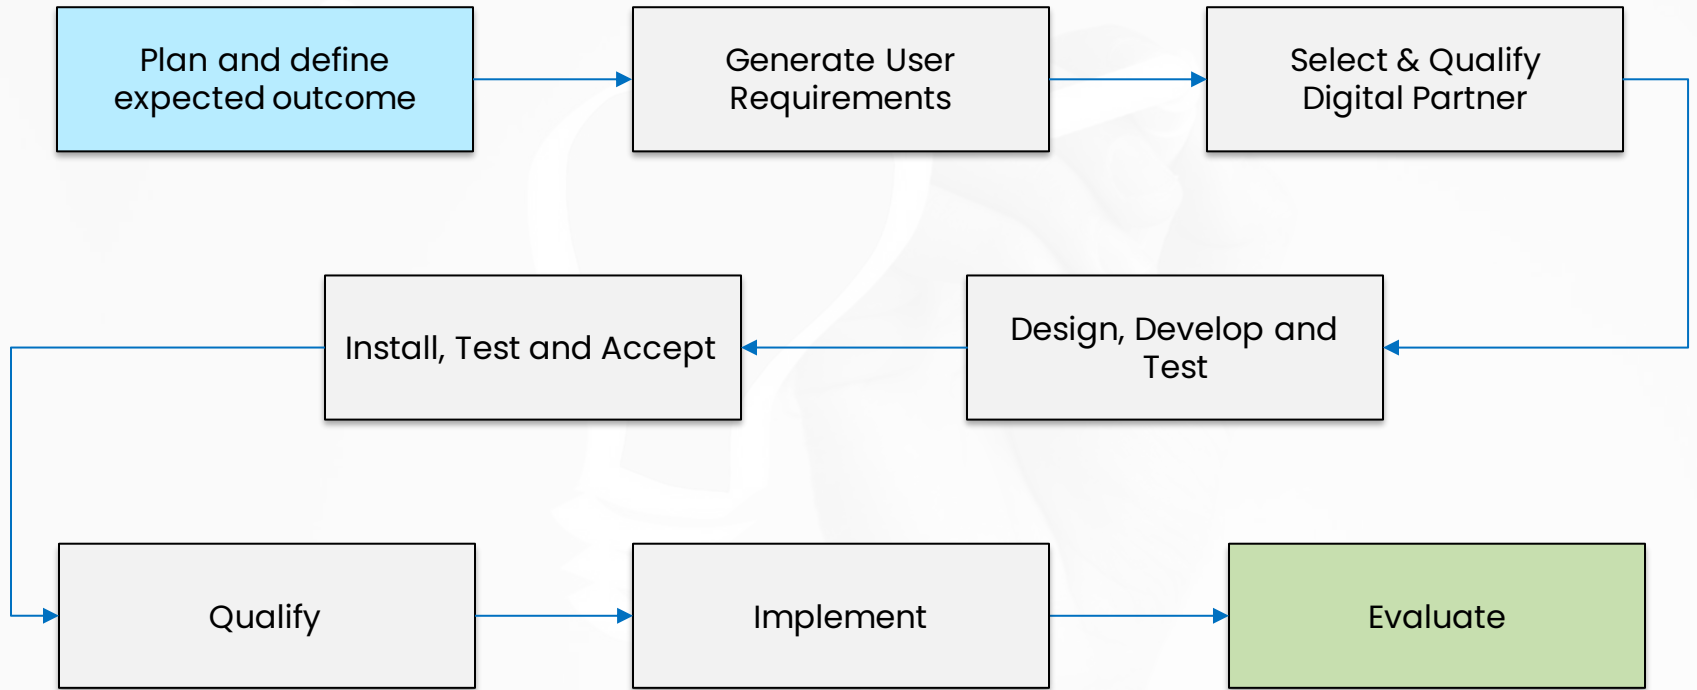 Plan and define
expected outcome
Generate User
Requirements
Select & Qualify
Digital Partner
Design, Develop and
Test
Install, Test and Accept
Qualify
Implement
Evaluate